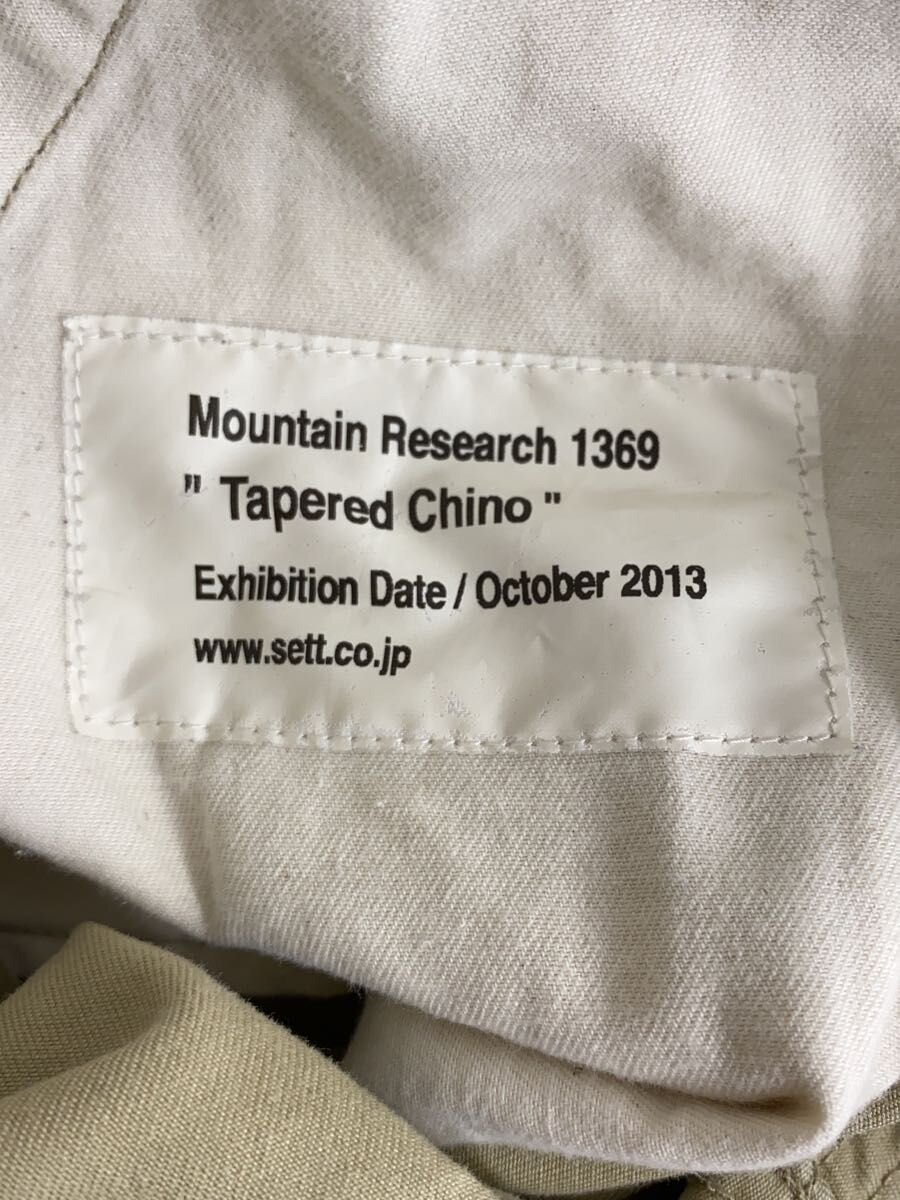 Mountain Research 1369
" Tapered Chino "
Exhibition Date / October 2013
www.sett.co.jp